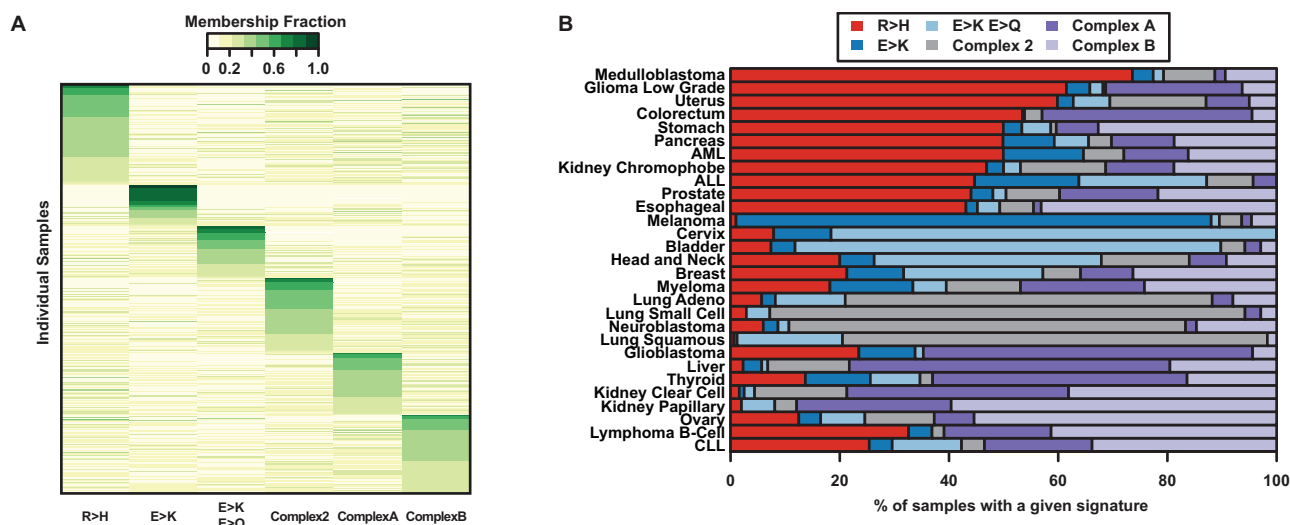 A
Membership Fraction
0 0.2 0.6 1.0
Individual Samples
R>H E>K E>K E>Q Complex2 ComplexA ComplexB
B
R>H E>K E>Q Complex A
E>K Complex 2 Complex B
Medulloblastoma
Glioma Low Grade
Uterus
Colorectum
Stomach
Pancreas
AML
Kidney Chromophobe
ALL
Prostate
Esophageal
Melanoma
Cervix
Bladder
Head and Neck
Breast
Myeloma
Lung Adeno
Lung Small Cell
Neuroblastoma
Lung Squamous
Glioblastoma
Liver
Thyroid
Kidney Clear Cell
Kidney Papillary
Ovary
Lymphoma B-Cell
CLL
0 20 40 60 80 100
% of samples with a given signature